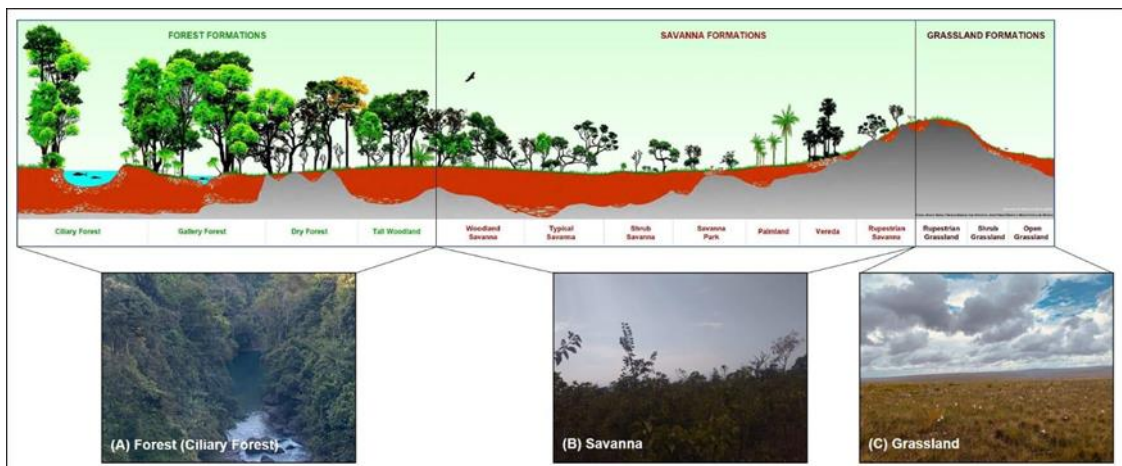 FOREST FORMATIONS
SAVANNA FORMATIONS
GRASSLAND FORMATIONS
Ciliary Forest
Gallery Forest
Dry Forest
Tall Woodland
Woodland
Savanna
Typical
Savanna
Shrub
Savanna
Savanna
Park
Palmland
Vereda
Rupestrian
Savanna
Rupestrian
Grassland
Shrub
Grassland
Open
Grassland
(A) Forest (Ciliary Forest)
(B) Savanna
(C) Grassland